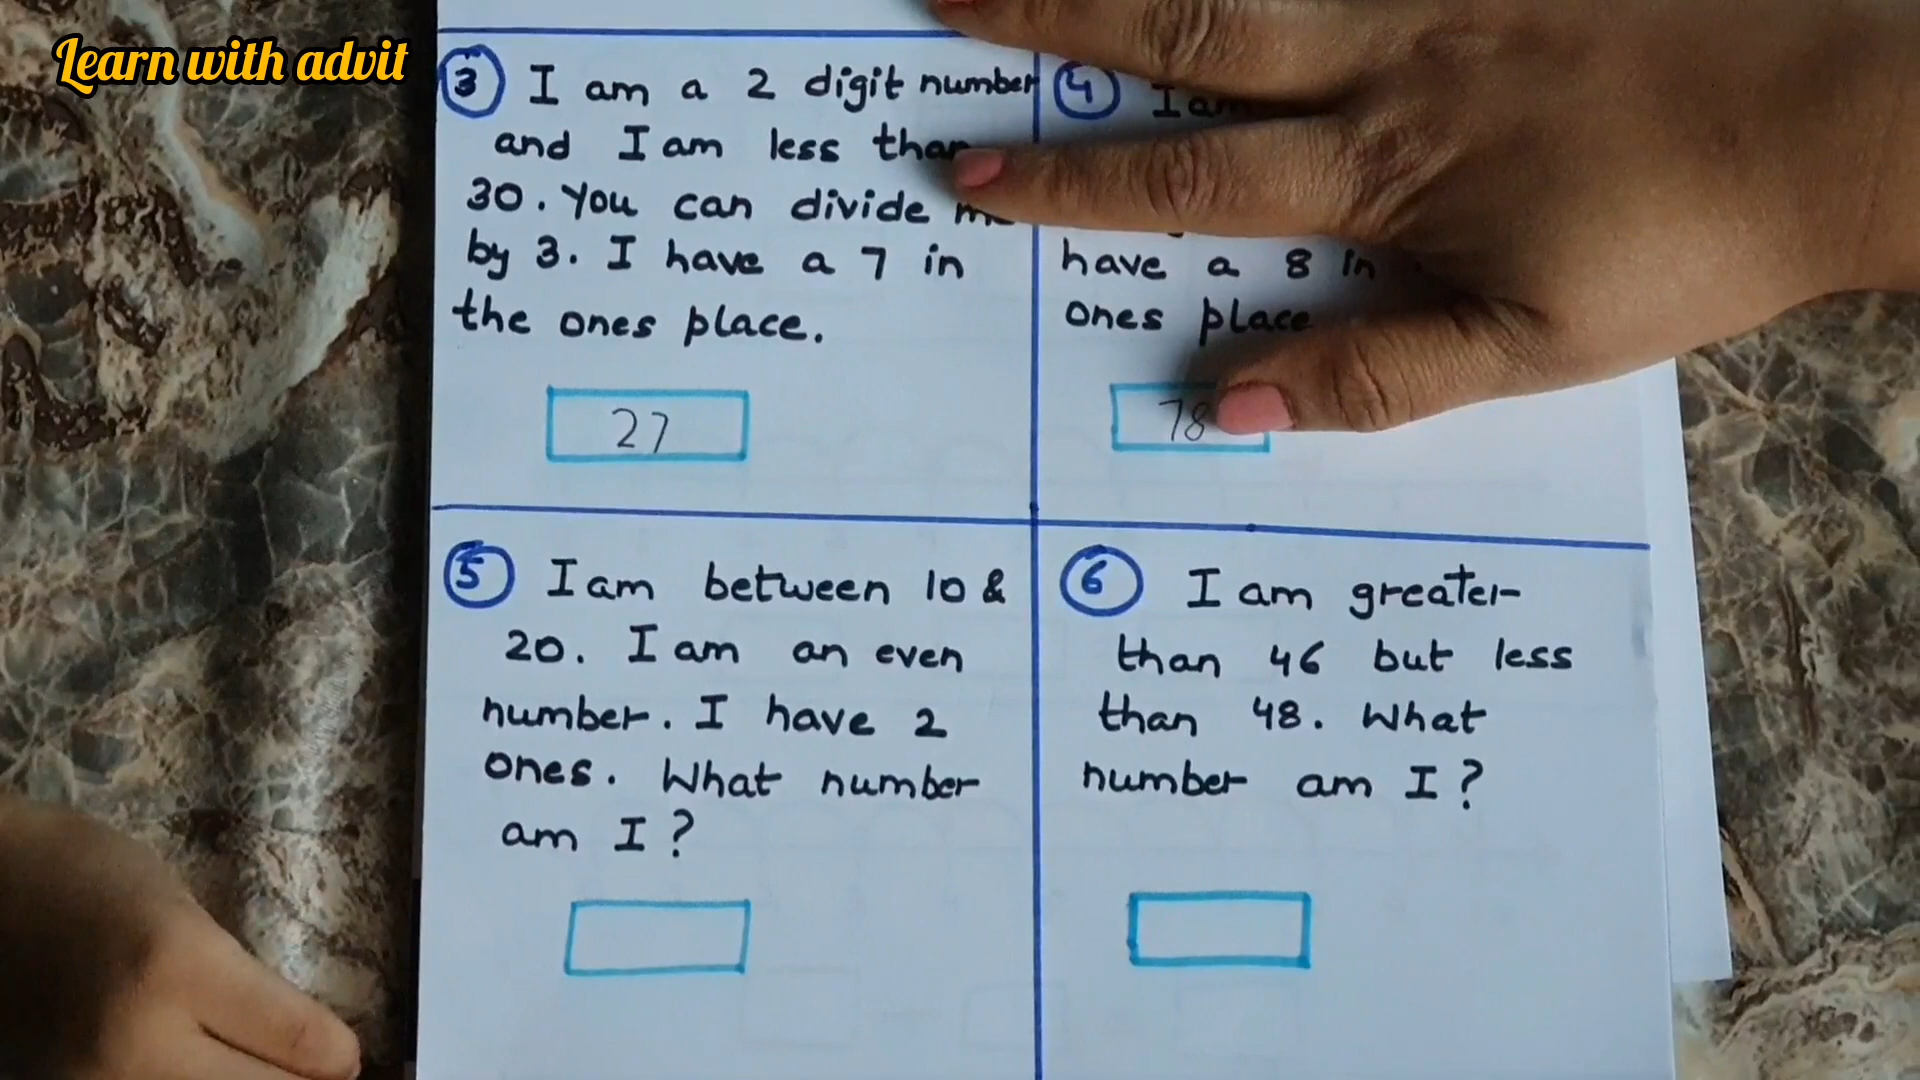 Learn with advit
3 I am a 2 digit number
and I am less than
30. You can divide
by 3. I have a 7 in
the ones place.
27
4 I am
have a 8 in
ones place
78
5 I am between 10 &
20. I am an even
number. I have 2
ones. What number
am I?
6 I am greater
than 46 but less
than 48. What
number am I?